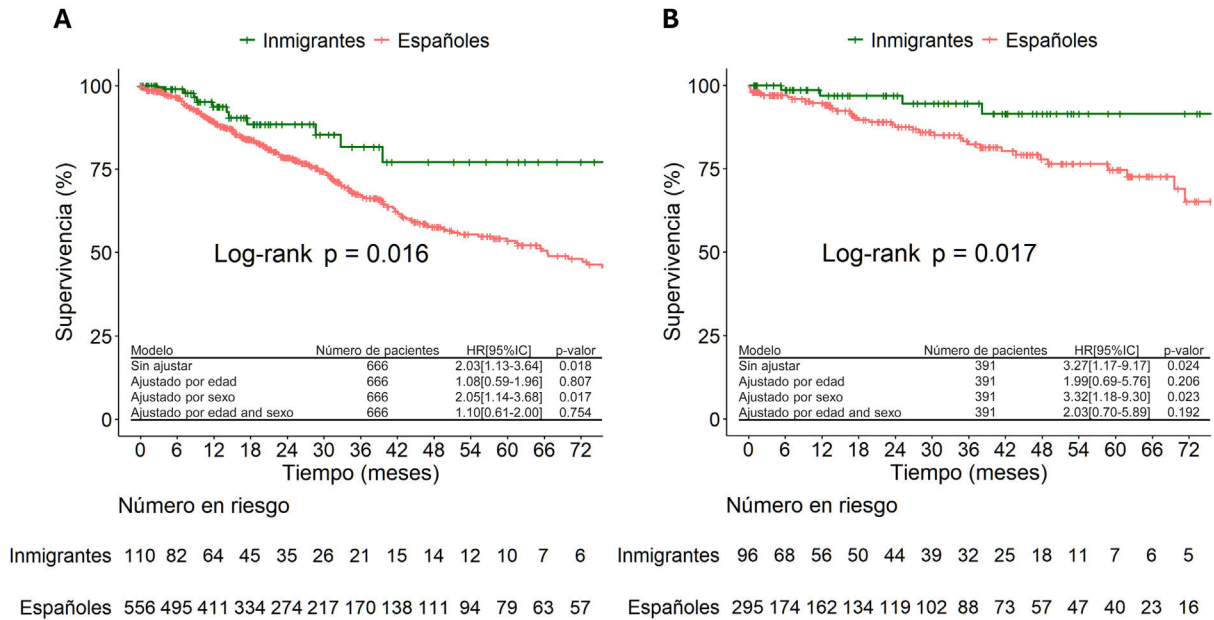 A
Inmigrantes Españoles
Supervivencia (%)
100
75
50
25
0
Log-rank p = 0.016
Modelo Número de pacientes HR[95%IC] p-valor
Sin ajustar 666 2.03[1.13-3.64] 0.018
Ajustado por edad 666 1.08[0.59-1.96] 0.807
Ajustado por sexo 666 2.05[1.14-3.68] 0.017
Ajustado por edad and sexo 666 1.10[0.61-2.00] 0.754
0 6 12 18 24 30 36 42 48 54 60 66 72
Tiempo (meses)
Número en riesgo
Inmigrantes 110 82 64 45 35 26 21 15 14 12 10 7 6
Españoles 556 495 411 334 274 217 170 138 111 94 79 63 57
B
Inmigrantes Españoles
Supervivencia (%)
100
75
50
25
0
Log-rank p = 0.017
Modelo Número de pacientes HR[95%IC] p-valor
Sin ajustar 391 3.27[1.17-9.17] 0.024
Ajustado por edad 391 1.99[0.69-5.76] 0.206
Ajustado por sexo 391 3.32[1.18-9.30] 0.023
Ajustado por edad and sexo 391 2.03[0.70-5.89] 0.192
0 6 12 18 24 30 36 42 48 54 60 66 72
Tiempo (meses)
Número en riesgo
Inmigrantes 96 68 56 50 44 39 32 25 18 11 7 6 5
Españoles 295 174 162 134 119 102 88 73 57 47 40 23 16